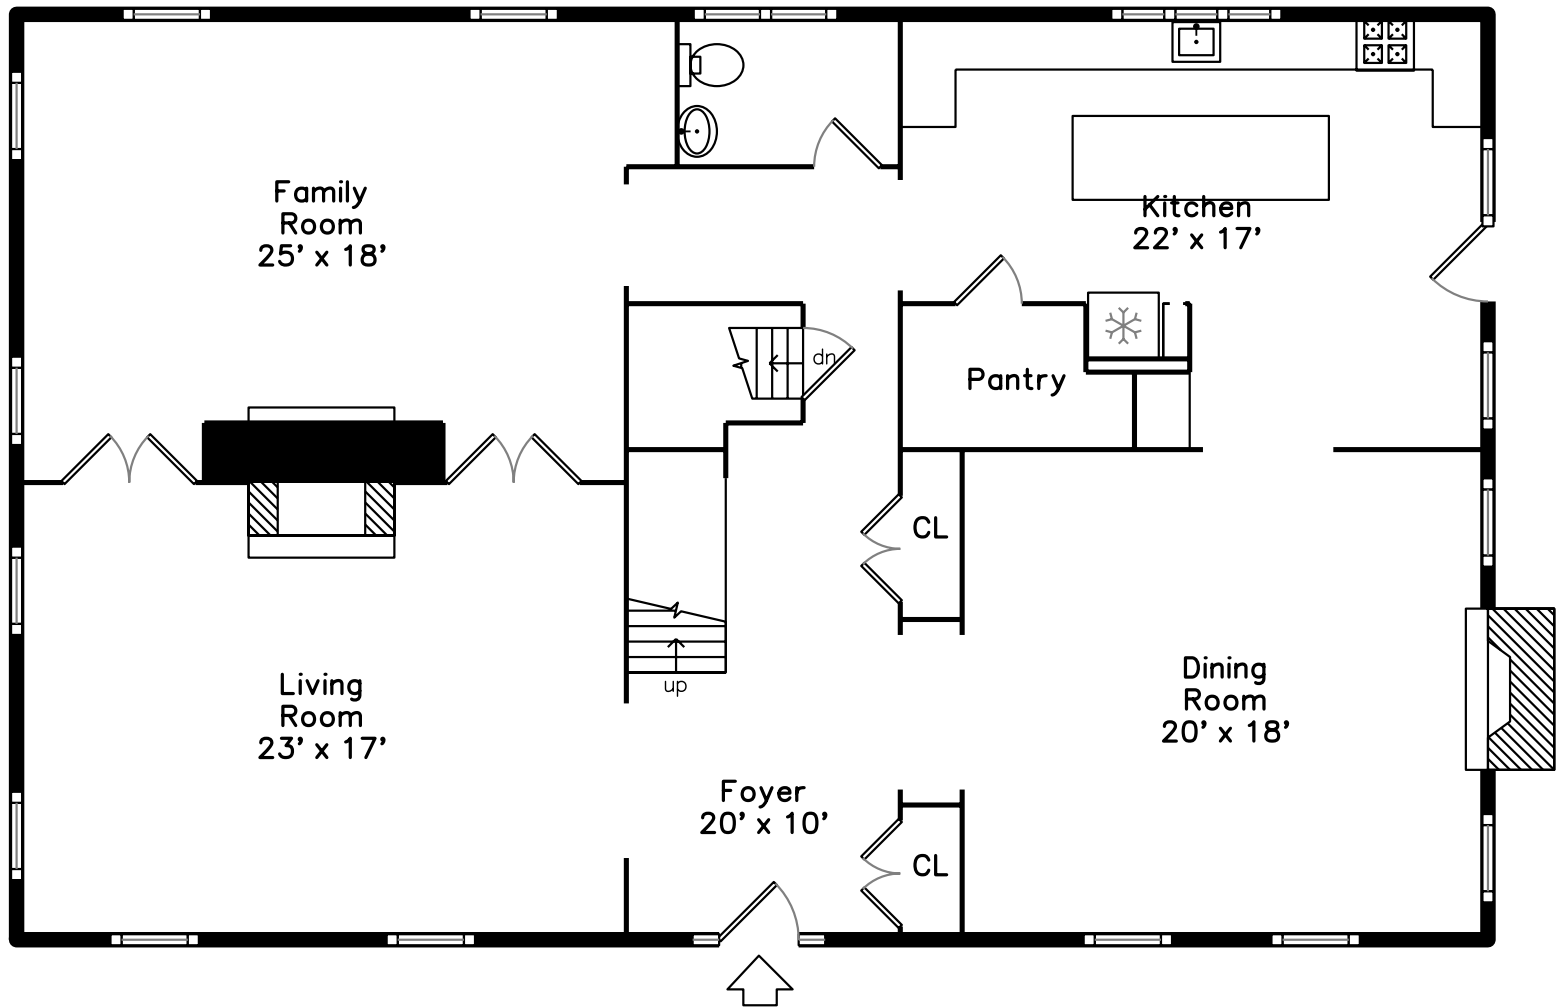 Family
Room
25' x 18'
Kitchen
22' x 17'
dn
Pantry
CL
up
Living
Room
23' x 17'
Dining
Room
20' x 18'
Foyer
20' x 10'
CL